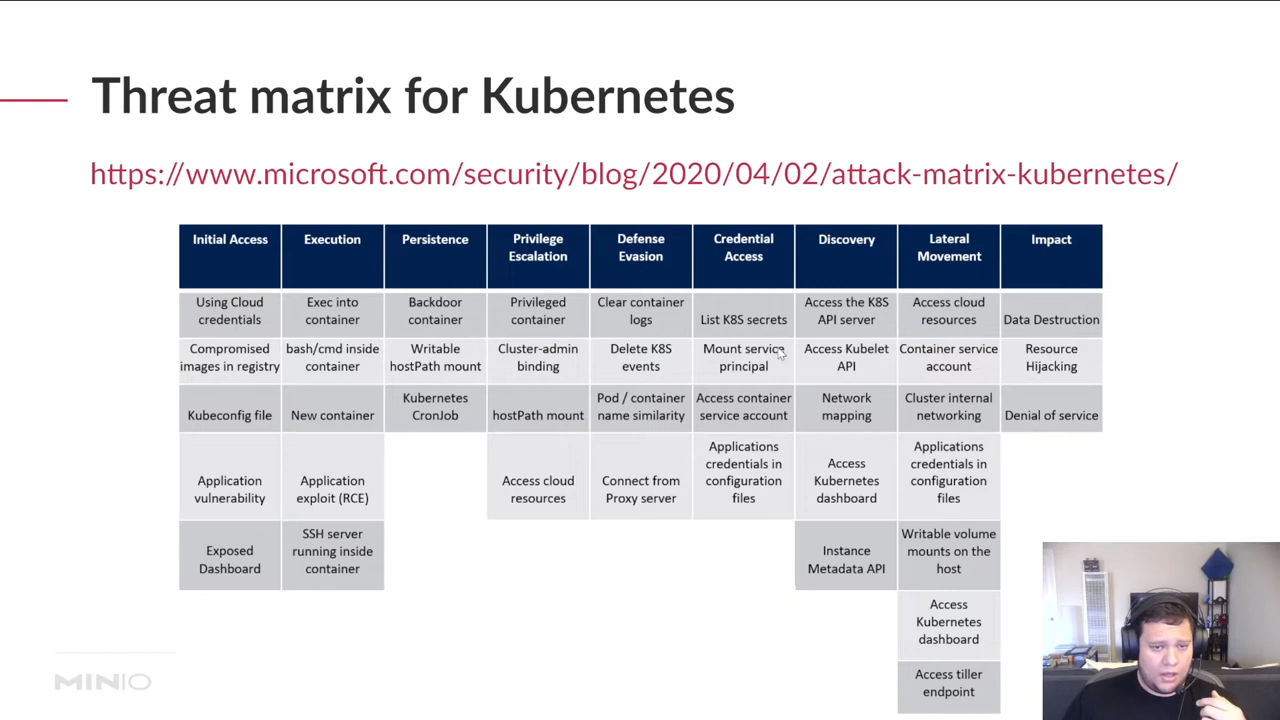 Threat matrix for Kubernetes
https://www.microsoft.com/security/blog/2020/04/02/attack-matrix-kubernetes/
Initial Access
Execution
Persistence
Privilege
Escalation
Defense
Evasion
Credential
Access
Discovery
Lateral
Movement
Impact
Using Cloud
credentials
Exec into
container
Backdoor
container
Privileged
container
Clear container
logs
List K8S secrets
Access the K8S
API server
Access cloud
resources
Data Destruction
Compromised
images in registry
bash/cmd inside
container
Writable
hostPath mount
Cluster-admin
binding
Delete K8S
events
Mount service
principal
Access Kubelet
API
Container service
account
Resource
Hijacking
Kubeconfig file
New container
Kubernetes
CronJob
hostPath mount
Pod / container
name similarity
Access container
service account
Network
mapping
Cluster internal
networking
Denial of service
Application
vulnerability
Application
exploit (RCE)
Access cloud
resources
Connect from
Proxy server
Applications
credentials in
configuration
files
Access
Kubernetes
dashboard
Applications
credentials in
configuration
files
Exposed
Dashboard
SSH server
running inside
container
Instance
Metadata API
Writable volume
mounts on the
host
Access
Kubernetes
dashboard
Access tiller
endpoint
MINIO